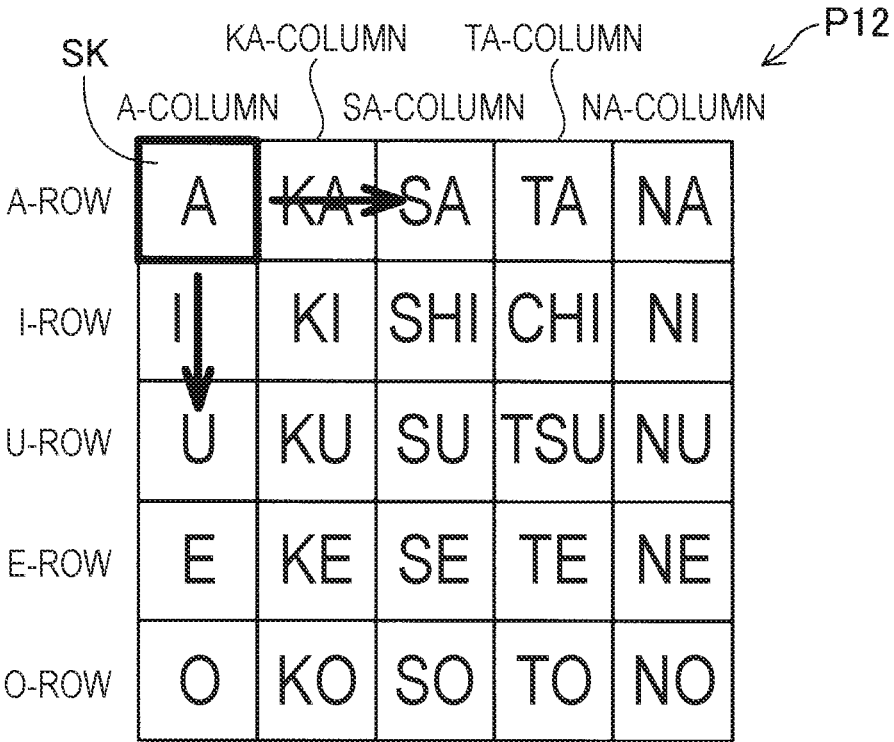 P12
KA-COLUMN TA-COLUMN
SK
A-COLUMN SA-COLUMN NA-COLUMN
A-ROW A KA SA TA NA
I-ROW I KI SHI CHI NI
U-ROW U KU SU TSU NU
E-ROW E KE SE TE NE
O-ROW O KO SO TO NO